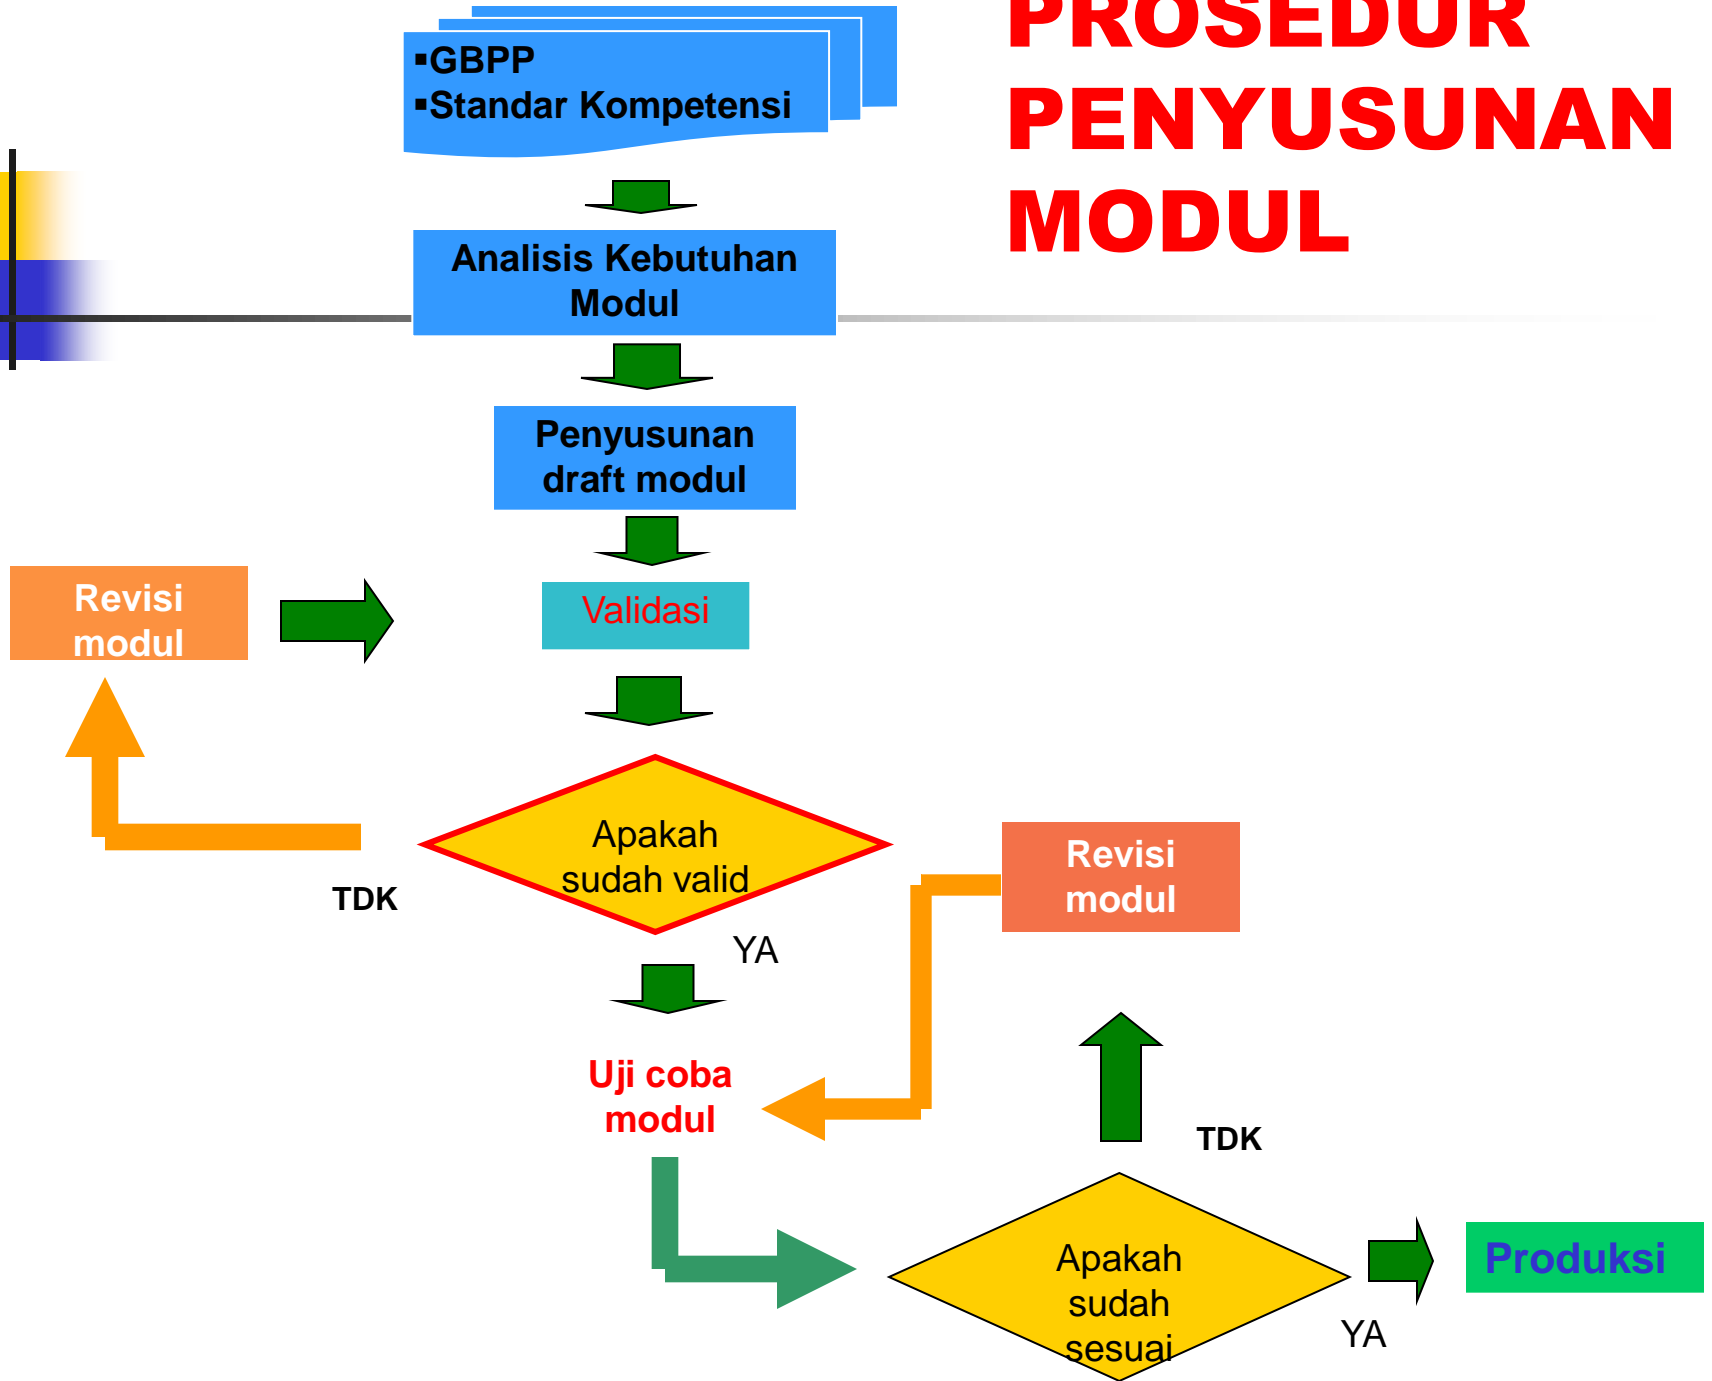 PROSEDUR
PENYUSUNAN
MODUL
▪GBPP
▪Standar Kompetensi
Analisis Kebutuhan
Modul
Penyusunan
draft modul
Revisi
modul
Validasi
Apakah
sudah valid
TDK
YA
Revisi
modul
Uji coba
modul
TDK
Apakah
sudah
sesuai
YA
Produksi